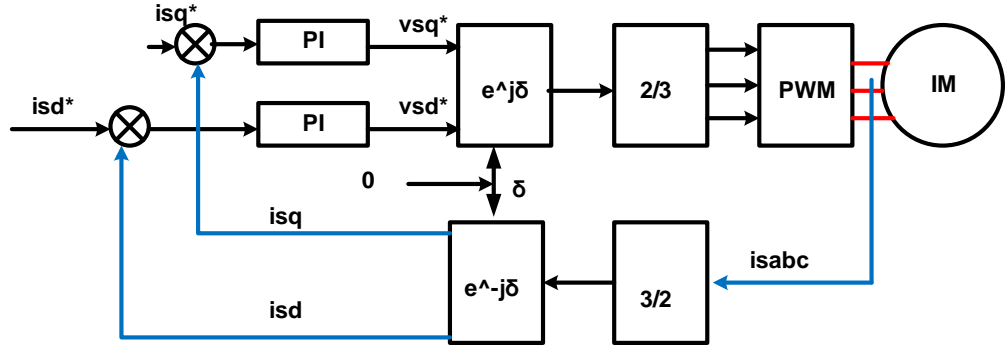 isq*
PI
vsq*
e^jδ
2/3
PWM
IM
isd*
PI
vsd*
0
δ
isq
isabc
e^-jδ
3/2
isd